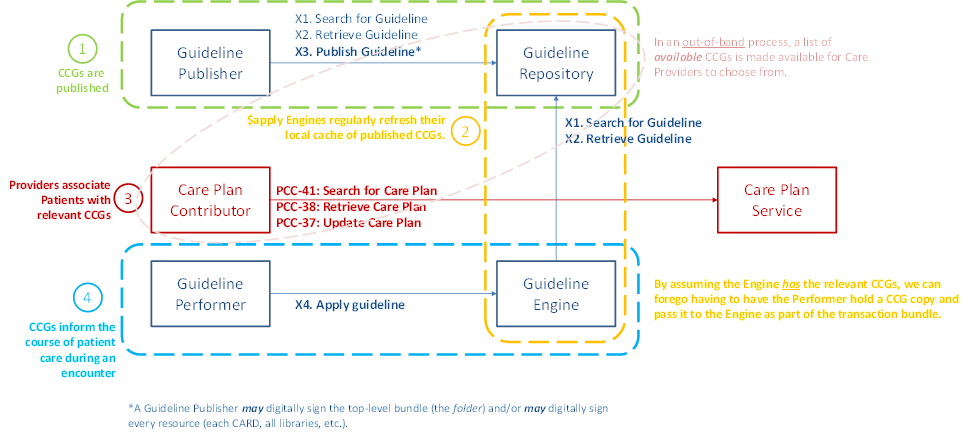 X1. Search for Guideline
X2. Retrieve Guideline
X3. Publish Guideline*
1
CCGs are
published
Guideline
Publisher
Guideline
Repository
In an out-of-band process, a list of
available CCGs is made available for Care
Providers to choose from.
$apply Engines regularly refresh their
local cache of published CCGs.
2
X1. Search for Guideline
X2. Retrieve Guideline
Providers associate
Patients with
relevant CCGs
3
Care Plan
Contributor
PCC-41: Search for Care Plan
PCC-38: Retrieve Care Plan
PCC-37: Update Care Plan
Care Plan
Service
4
CCGs inform the
course of patient
care during an
encounter
Guideline
Performer
X4. Apply guideline
Guideline
Engine
By assuming the Engine has the relevant CCGs, we can
forego having to have the Performer hold a CCG copy and
pass it to the Engine as part of the transaction bundle.
*A Guideline Publisher may digitally sign the top-level bundle (the folder) and/or may digitally sign
every resource (each CARD, all libraries, etc.).